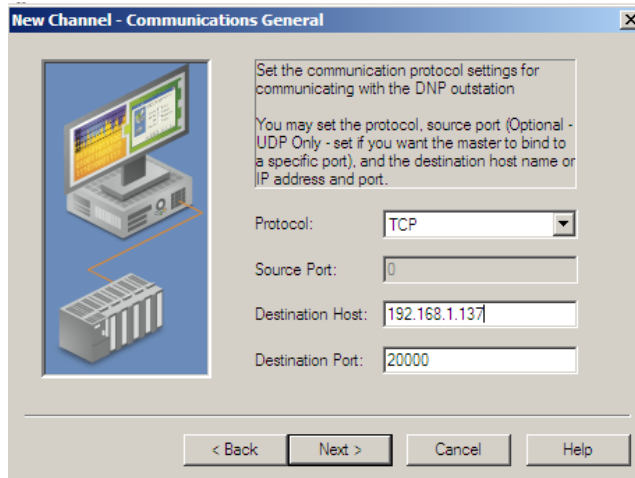 New Channel - Communications General
Set the communication protocol settings for
communicating with the DNP outstation
You may set the protocol, source port (Optional -
UDP Only - set if you want the master to bind to
a specific port), and the destination host name or
IP address and port.
Protocol: TCP
Source Port: 0
Destination Host: 192.168.1.137
Destination Port: 20000
< Back Next > Cancel Help